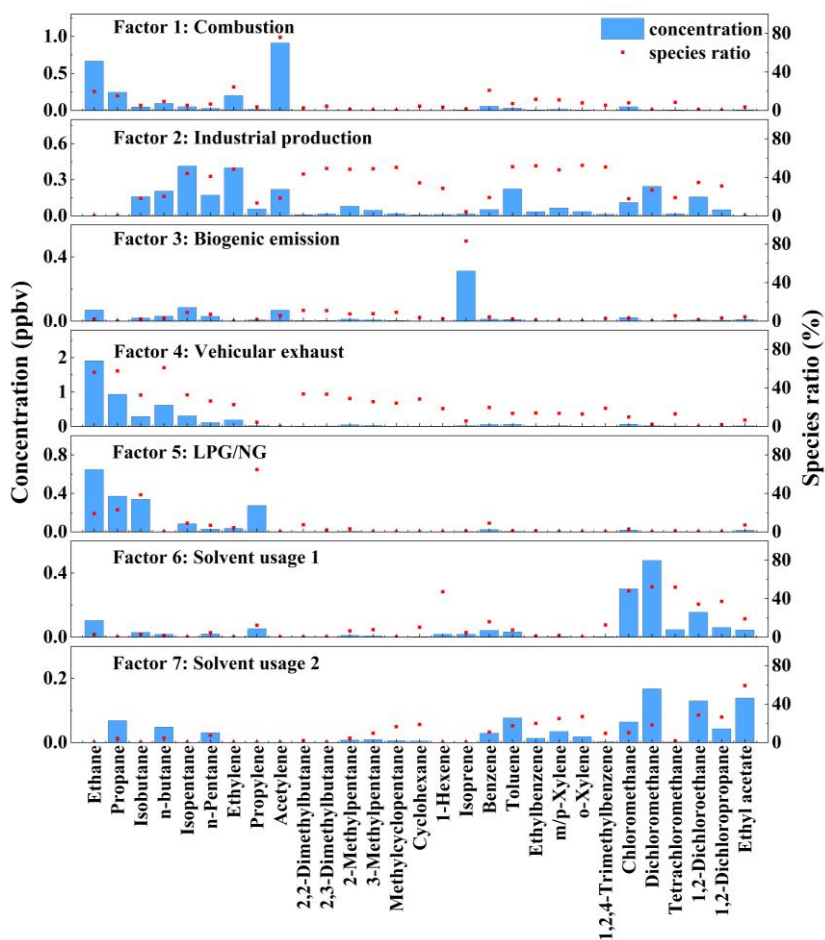 Factor 1: Combustion
concentration
species ratio
1.0
0.5
0.0
80
40
0
Factor 2: Industrial production
0.6
0.3
0.0
80
40
0
Factor 3: Biogenic emission
0.4
0.0
80
40
0
Factor 4: Vehicular exhaust
2
1
0
80
40
0
Factor 5: LPG/NG
0.8
0.4
0.0
80
40
0
Factor 6: Solvent usage 1
0.4
0.0
80
40
0
Factor 7: Solvent usage 2
0.2
0.0
80
40
0
Concentration (ppbv)
Species ratio (%)
Ethane
Propane
Isobutane
n-butane
Isopentane
n-Pentane
Ethylene
Propylene
Acetylene
2,2-Dimethylbutane
2,3-Dimethylbutane
2-Methylpentane
3-Methylpentane
Methylcyclopentane
Cyclohexane
1-Hexene
Isoprene
Benzene
Toluene
Ethylbenzene
m/p-Xylene
o-Xylene
1,2,4-Trimethylbenzene
Chloromethane
Dichloromethane
Tetrachloromethane
1,2-Dichloroethane
1,2-Dichloropropane
Ethyl acetate